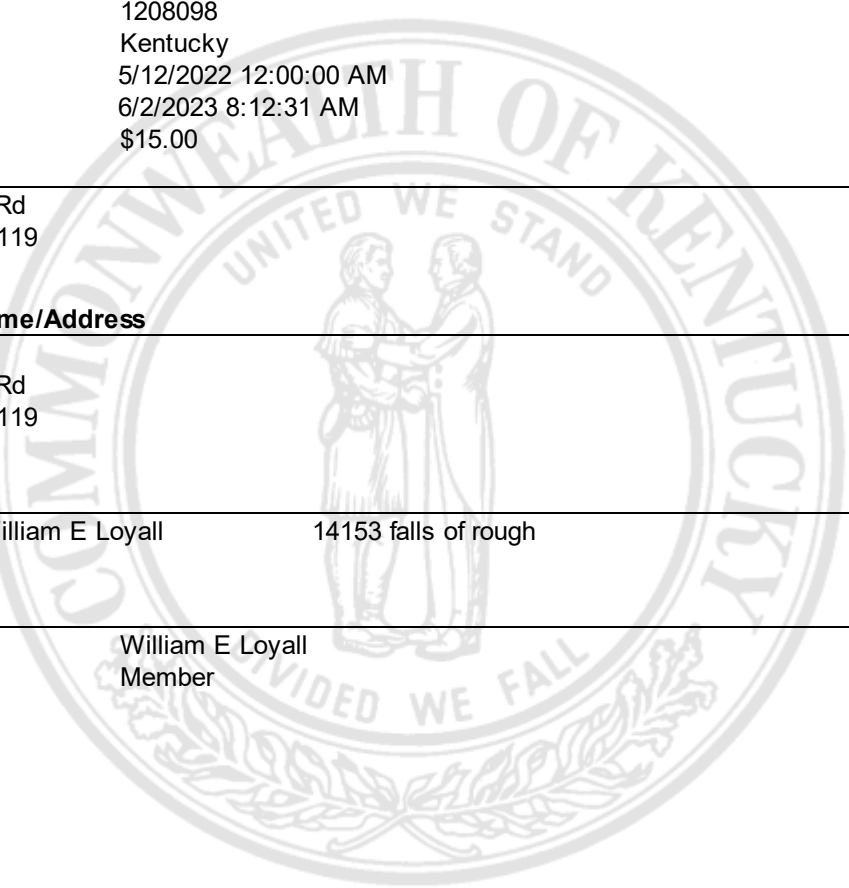 1208098
Kentucky
5/12/2022 12:00:00 AM
6/2/2023 8:12:31 AM
$15.00
Rd
119
me/Address
Rd
119
illiam E Loyall 14153 falls of rough
William E Loyall
Member
COMMONWEALTH OF KENTUCKY
UNITED WE STAND
DIVIDED WE FALL